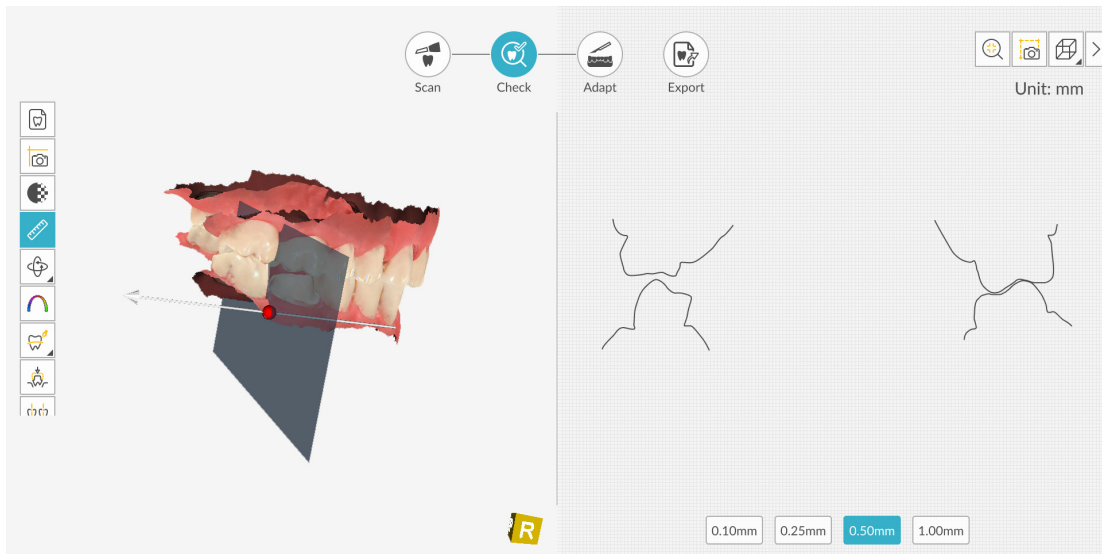 Scan
Check
Adapt
Export
Unit: mm
R
0.10mm
0.25mm
0.50mm
1.00mm